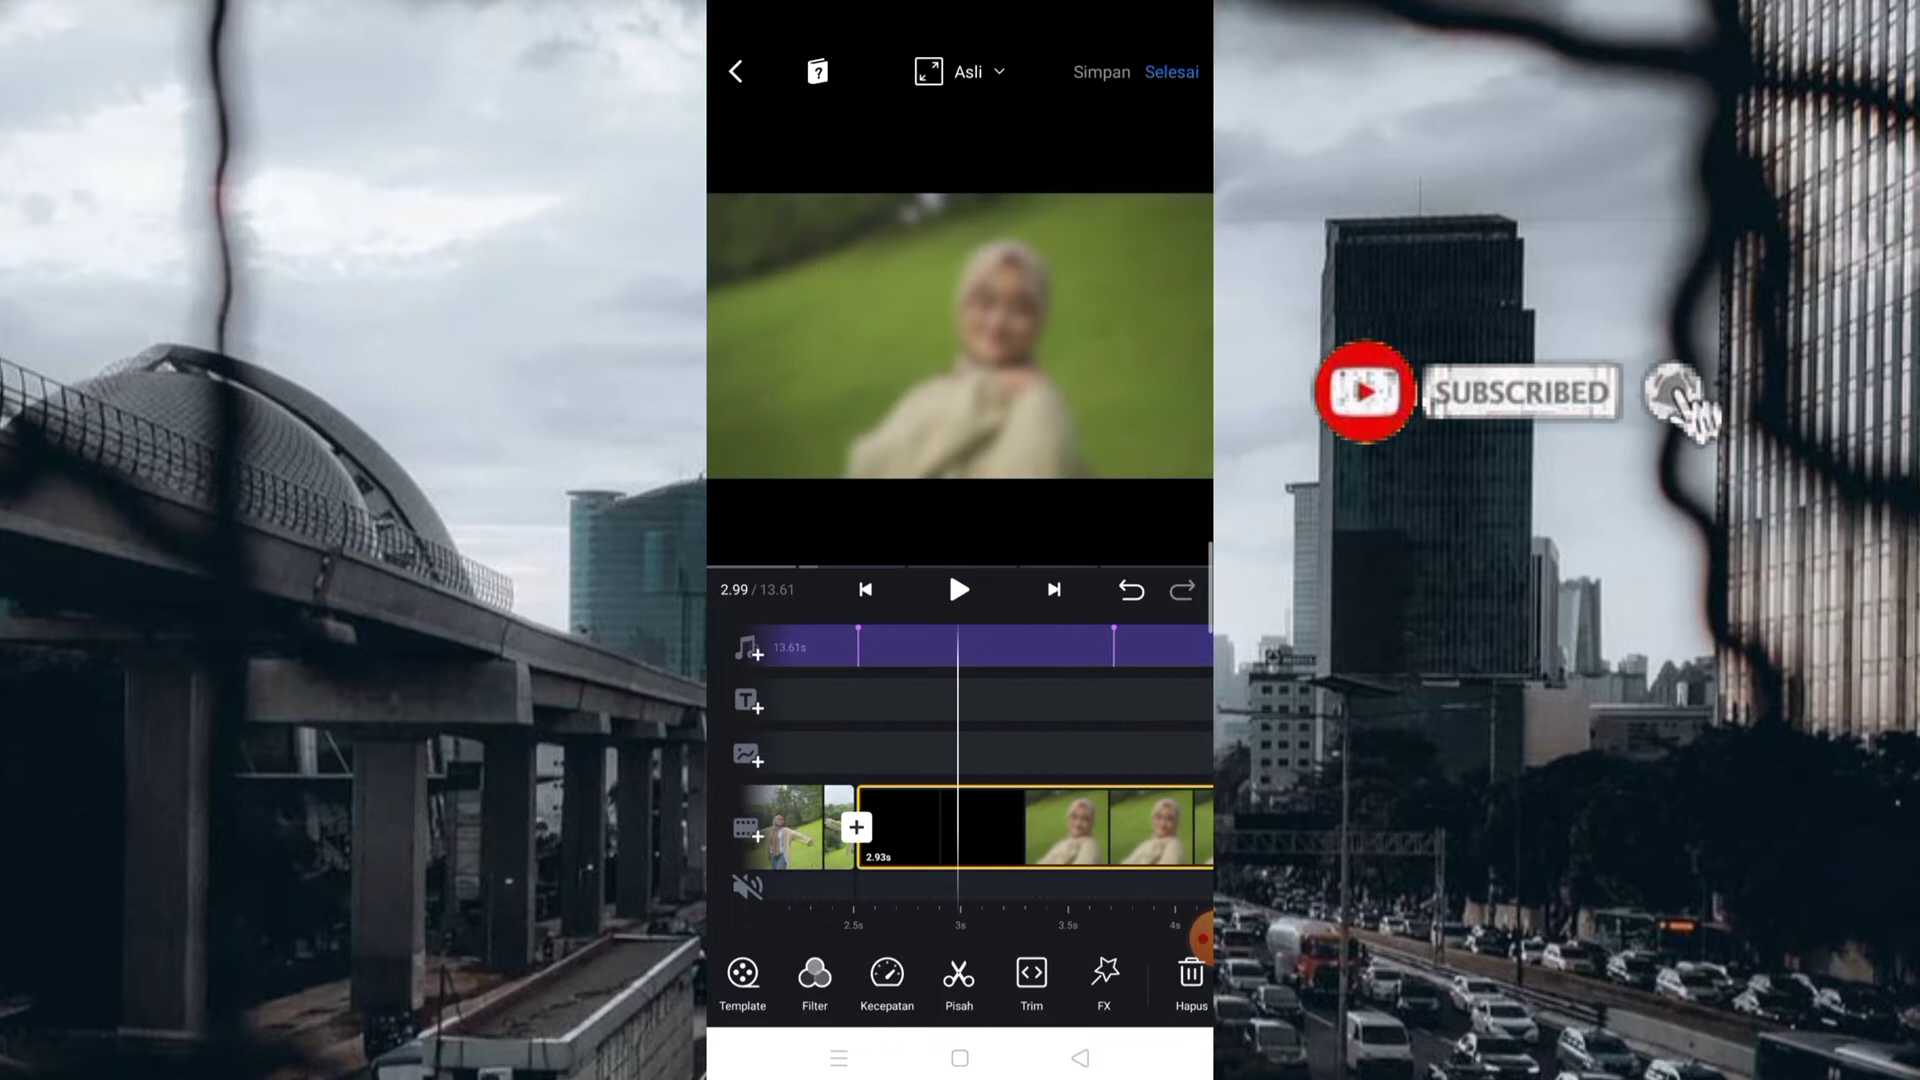 Asli
Simpan Selesai
SUBSCRIBED
2.99 / 13.61
13.61s
2.93s
2.5s 3s 3.5s 4s
Template Filter Kecepatan Pisah Trim FX Hapus